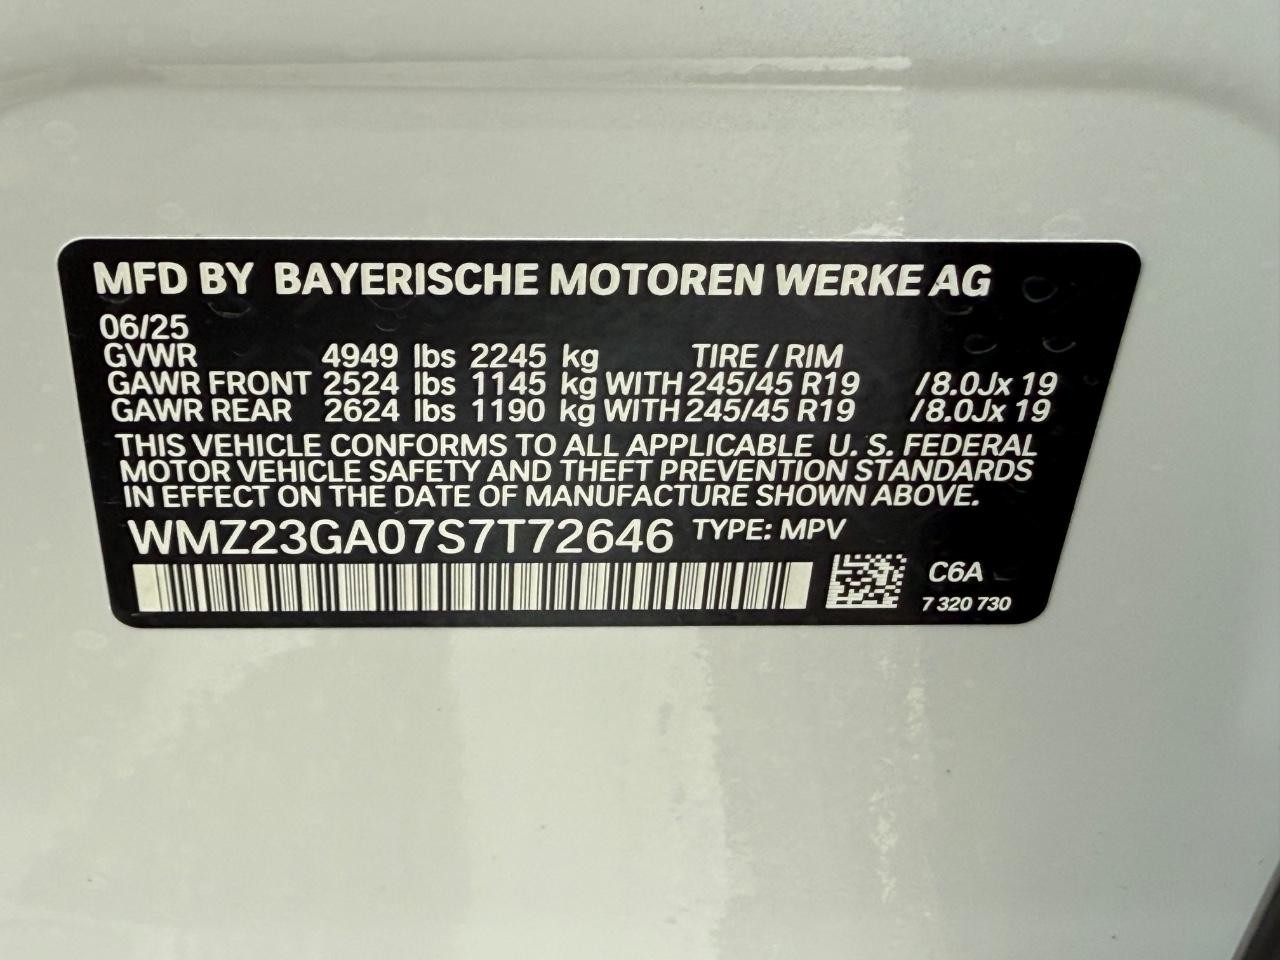 MFD BY BAYERISCHE MOTOREN WERKE AG
06/25
GVWR 4949 lbs 2245 kg TIRE / RIM
GAWR FRONT 2524 lbs 1145 kg WITH 245/45 R19 /8.0Jx 19
GAWR REAR 2624 lbs 1190 kg WITH 245/45 R19 /8.0Jx 19
THIS VEHICLE CONFORMS TO ALL APPLICABLE U. S. FEDERAL
MOTOR VEHICLE SAFETY AND THEFT PREVENTION STANDARDS
IN EFFECT ON THE DATE OF MANUFACTURE SHOWN ABOVE.
WMZ23GA07S7T72646 TYPE: MPV
C6A
7 320 730